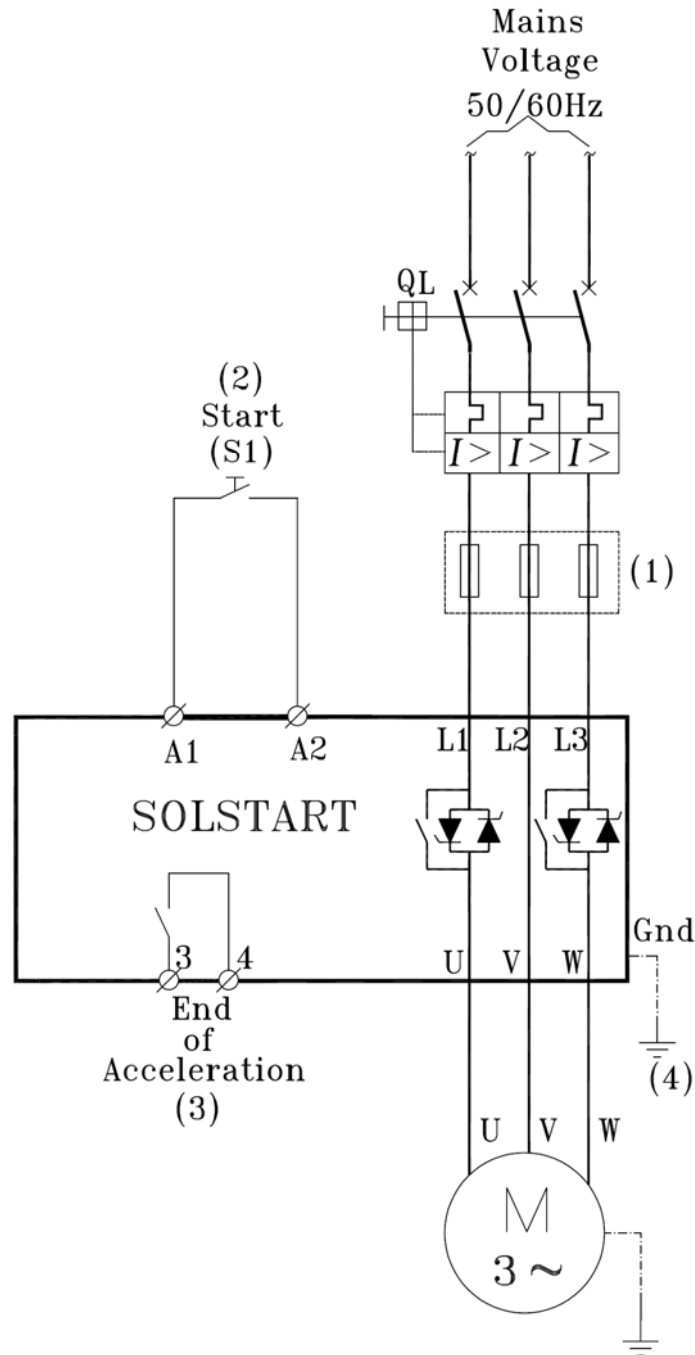 Mains
Voltage
50/60Hz
QL
(2)
Start
(S1)
I > I > I >
(1)
A1 A2 L1 L2 L3
SOLSTART
3 4 U V W Gnd
End
of
Acceleration
(3)
(4)
U V W
M
3 ~